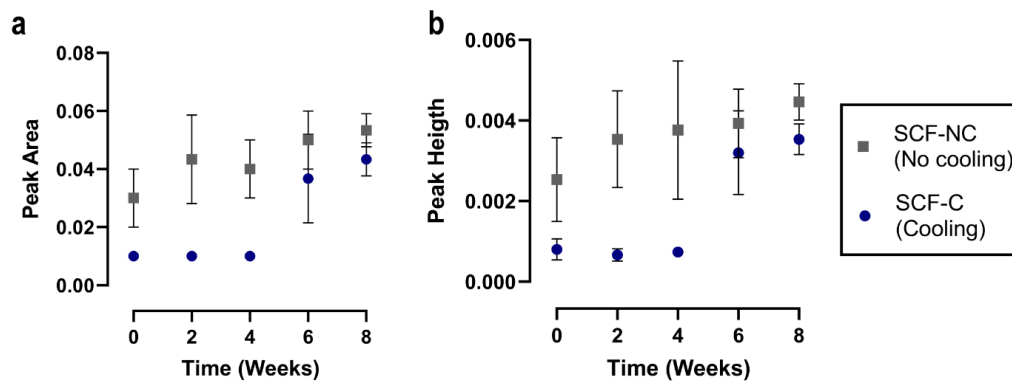 a
0.08
0.06
0.04
0.02
0.00
Peak Area
0 2 4 6 8
Time (Weeks)
b
0.006
0.004
0.002
0.000
Peak Heigth
0 2 4 6 8
Time (Weeks)
SCF-NC
(No cooling)
SCF-C
(Cooling)